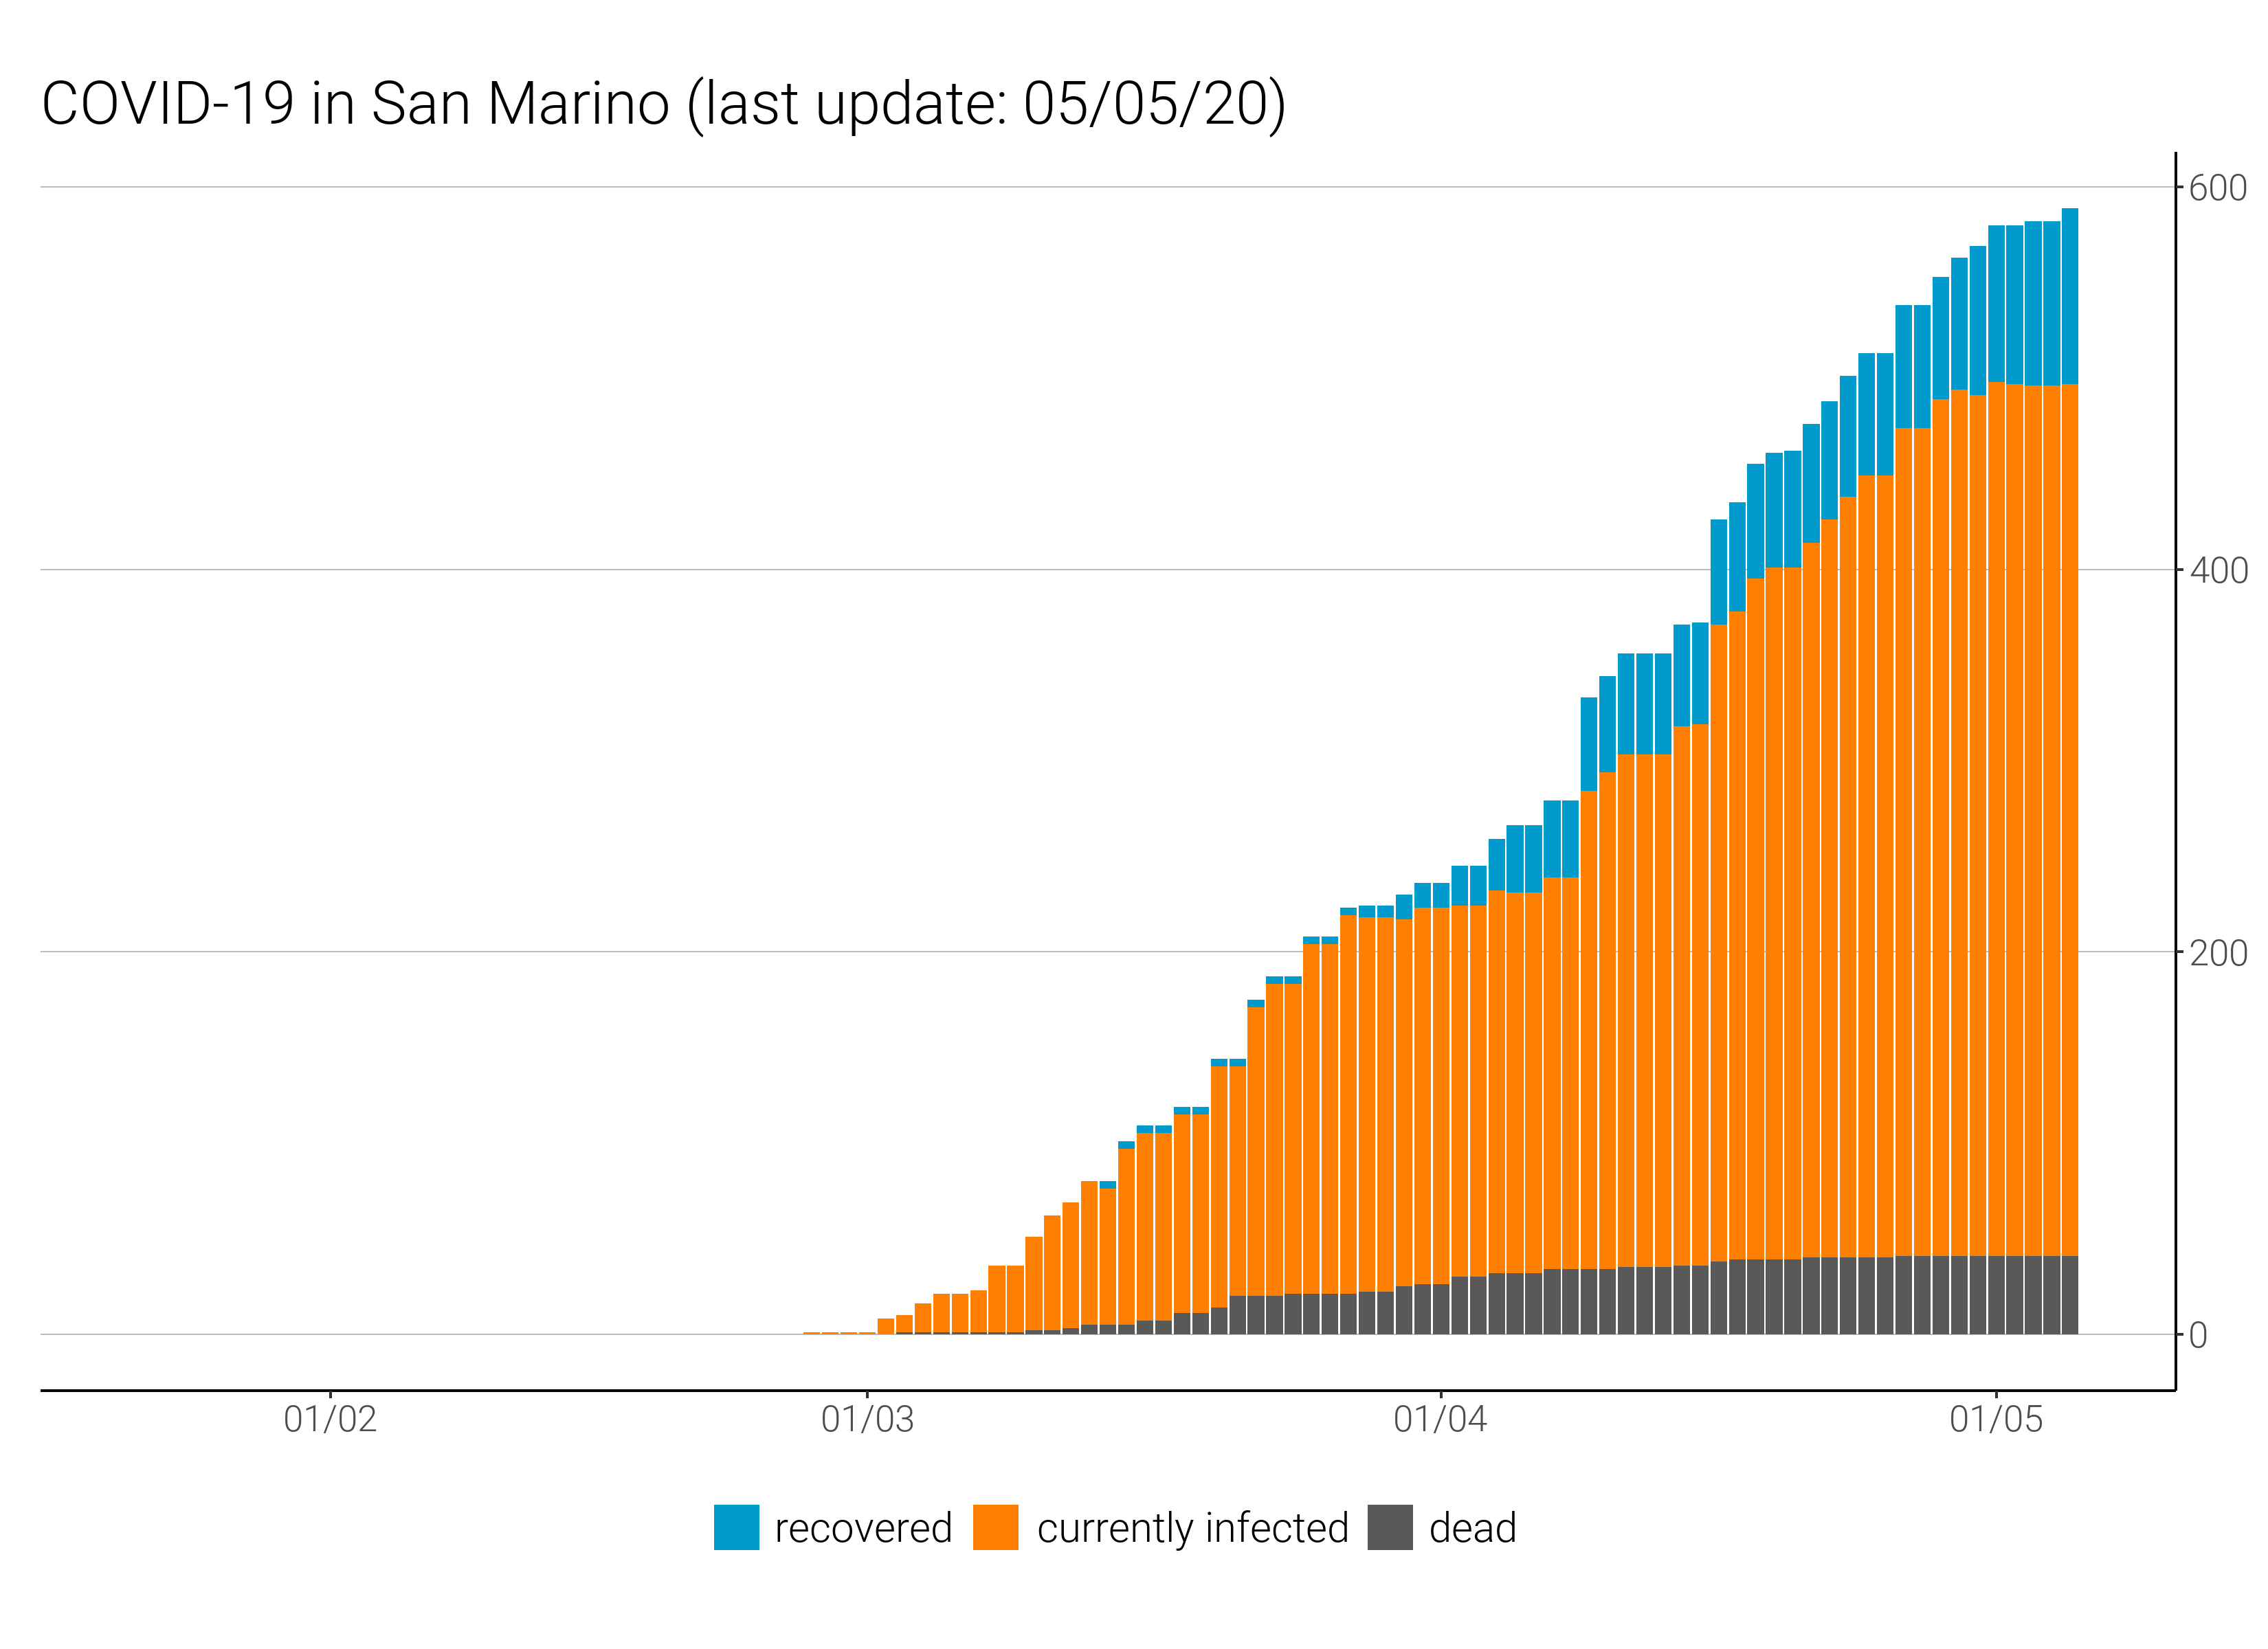 COVID-19 in San Marino (last update: 05/05/20)
600
400
200
0
01/02 01/03 01/04 01/05
recovered currently infected dead